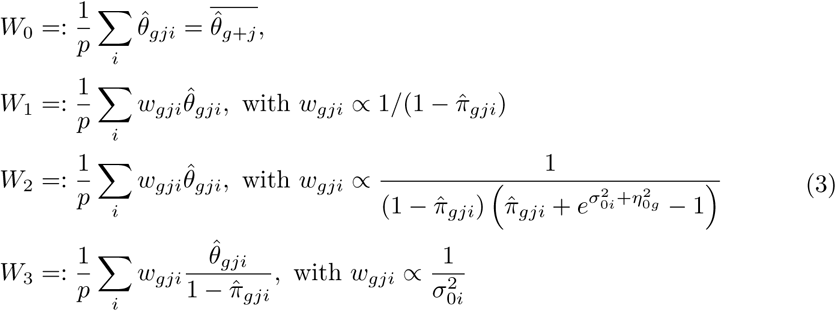 W_0 =: \frac{1}{p} \sum_i \hat{\theta}_{gji} = \overline{\hat{\theta}_{g+j}},
W_1 =: \frac{1}{p} \sum_i w_{gji} \hat{\theta}_{gji}, with w_{gji} ∝ 1/(1 − \hat{\pi}_{gji})
W_2 =: \frac{1}{p} \sum_i w_{gji} \hat{\theta}_{gji}, with w_{gji} ∝ \frac{1}{(1 − \hat{\pi}_{gji}) \left( \hat{\pi}_{gji} + e^{\sigma_{0i}^2 + \eta_{0g}^2} − 1 \right)} (3)
W_3 =: \frac{1}{p} \sum_i w_{gji} \frac{\hat{\theta}_{gji}}{1 − \hat{\pi}_{gji}}, with w_{gji} ∝ \frac{1}{\sigma_{0i}^2}